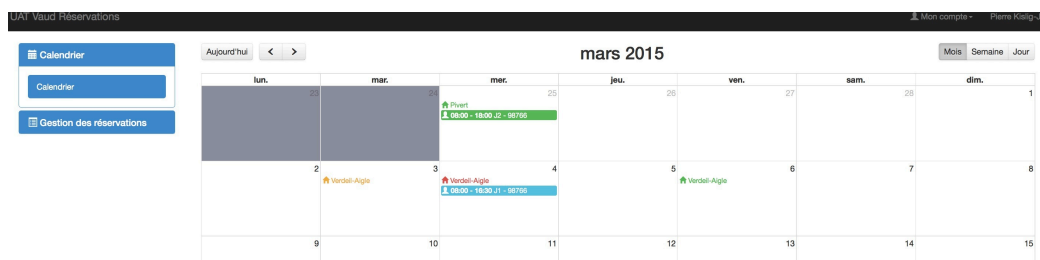 UAT Vaud Réservations
Mon compte
Pierre Kislig-J
Calendrier
Calendrier
Gestion des réservations
Aujourd'hui
mars 2015
Mois Semaine Jour
lun. mar. mer. jeu. ven. sam. dim.
23 24 25 26 27 28 1
Pivert
08:00 - 18:00 J2 - 98766
2 3 4 5 6 7 8
Verdeil-Aigle Verdeil-Aigle Verdeil-Aigle
08:00 - 16:30 J1 - 98766
9 10 11 12 13 14 15